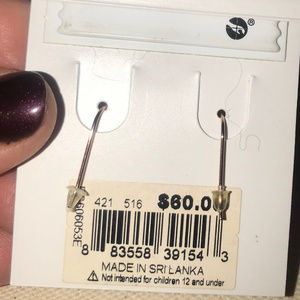 ®
421 516 $60.0
606053E
8 83558 39154 3
MADE IN SRI LANKA
Not intended for children 12 and under